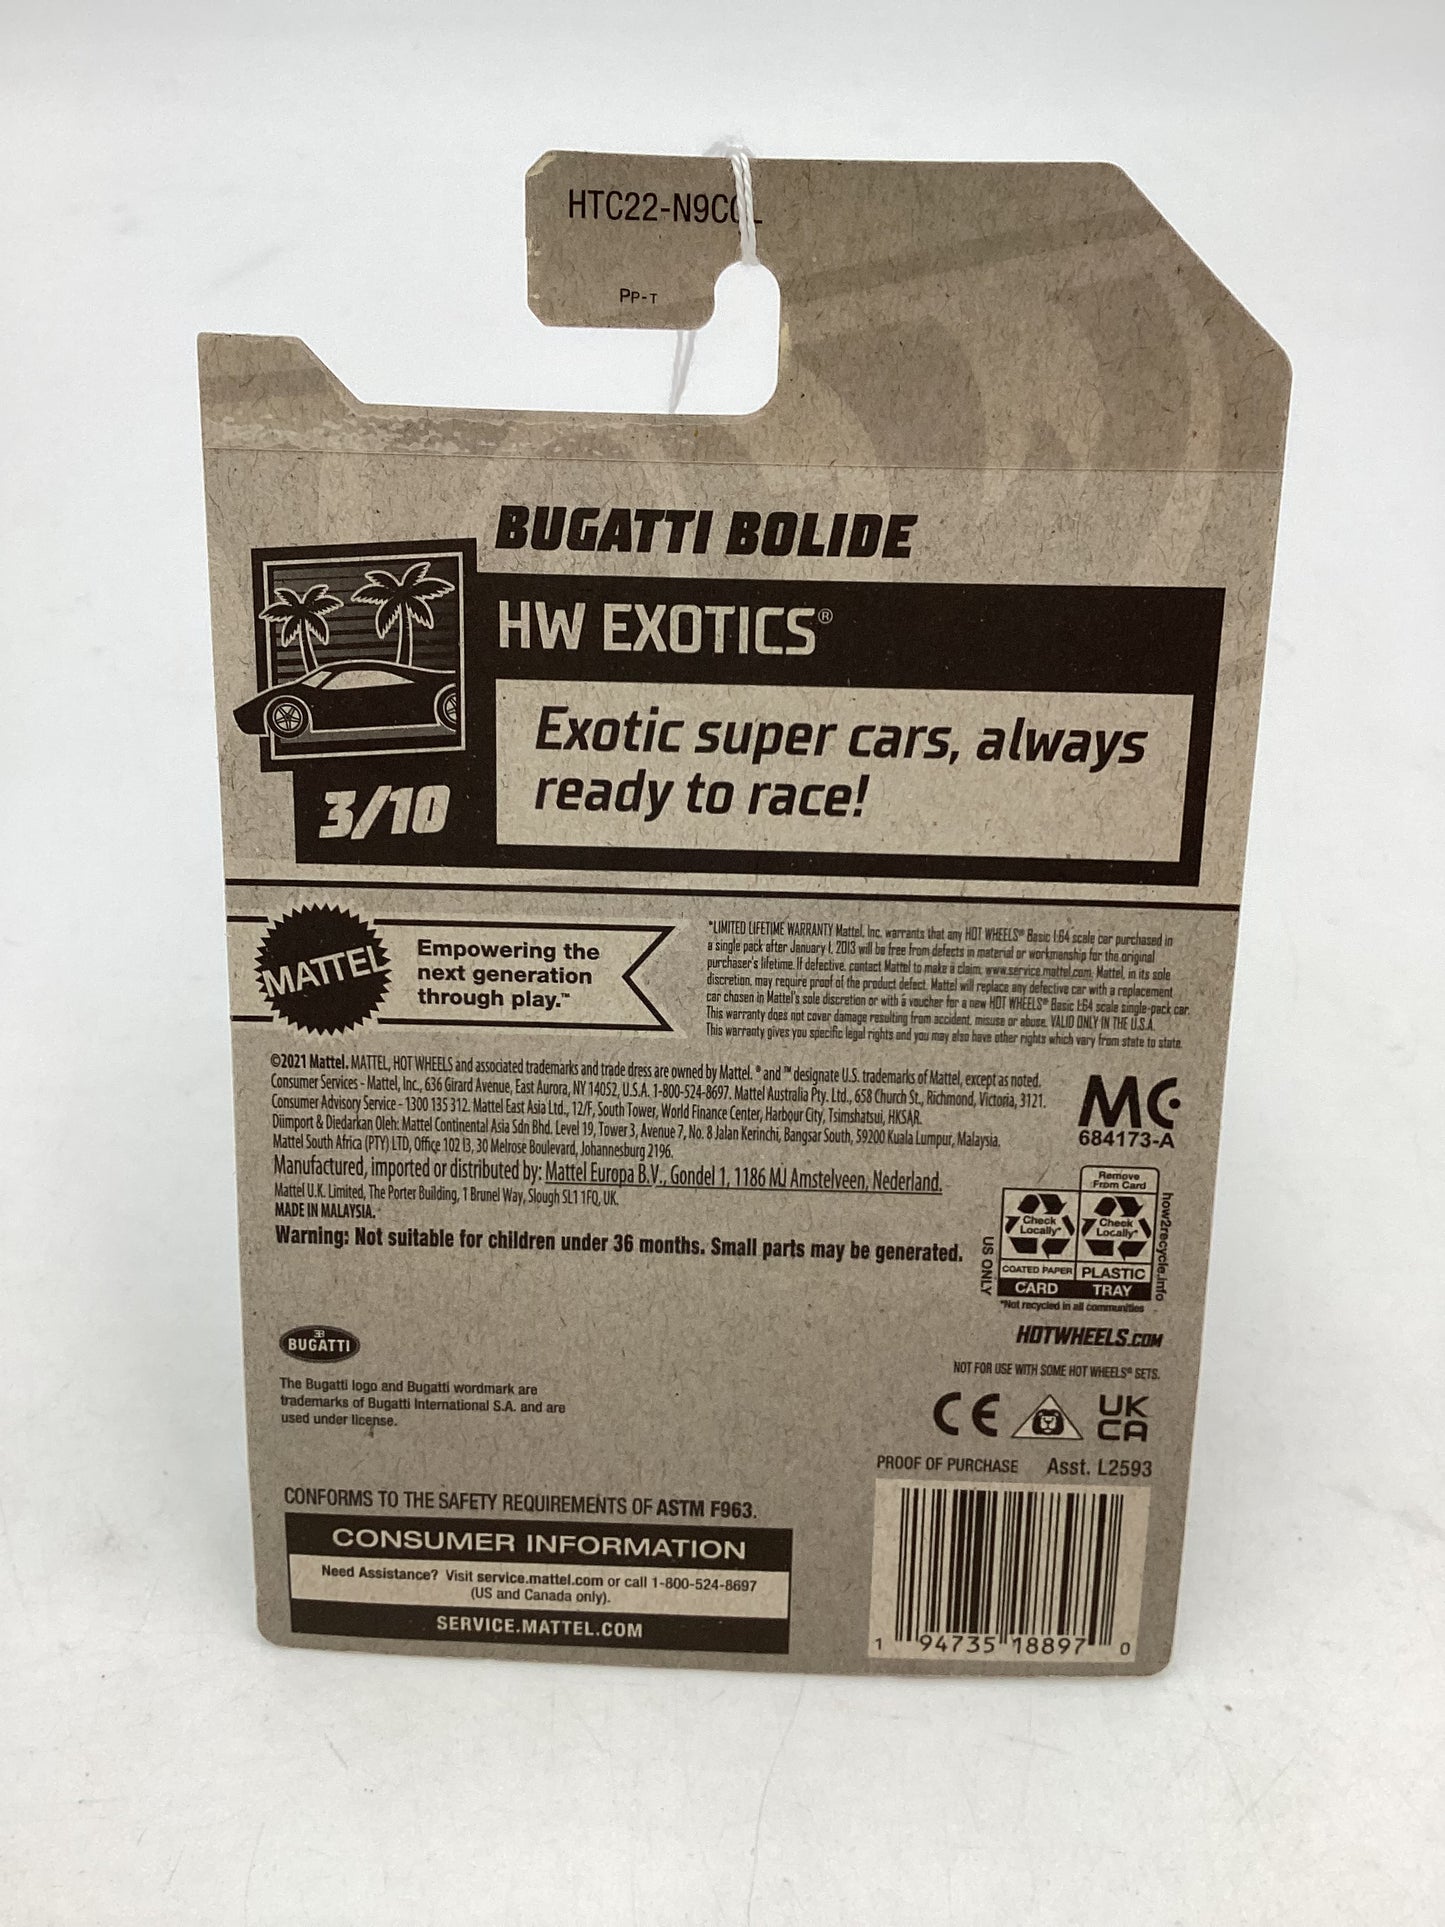 HTC22-N9C0L
PP-T
BUGATTI BOLIDE
HW EXOTICS®
Exotic super cars, always
ready to race!
3/10
MATTEL
Empowering the
next generation
through play.™
*LIMITED LIFETIME WARRANTY Mattel, Inc. warrants that any HOT WHEELS® Basic 1:64 scale car purchased in
a single pack after January 1, 2013 will be free from defects in material or workmanship for the original
purchaser's lifetime. If defective, contact Mattel to make a claim, www.service.mattel.com. Mattel, in its sole
discretion, may require proof of the product defect. Mattel will replace any defective car with a replacement
car chosen in Mattel's sole discretion or with a voucher for a new HOT WHEELS® Basic 1:64 scale single-pack car.
This warranty does not cover damage resulting from accident, misuse or abuse. VALID ONLY IN THE U.S.A.
This warranty gives you specific legal rights and you may also have other rights which vary from state to state.
©2021 Mattel. MATTEL, HOT WHEELS and associated trademarks and trade dress are owned by Mattel. ® and ™ designate U.S. trademarks of Mattel, except as noted.
Consumer Services - Mattel, Inc., 636 Girard Avenue, East Aurora, NY 14052, U.S.A. 1-800-524-8697. Mattel Australia Pty. Ltd., 658 Church St., Richmond, Victoria, 3121.
Consumer Advisory Service - 1300 135 312. Mattel East Asia Ltd., 12/F, South Tower, World Finance Center, Harbour City, Tsimshatsui, HKSAR.
Diimport & Diedarkan Oleh: Mattel Continental Asia Sdn Bhd. Level 19, Tower 3, Avenue 7, No. 8 Jalan Kerinchi, Bangsar South, 59200 Kuala Lumpur, Malaysia.
Mattel South Africa (PTY) LTD, Office 102 I3, 30 Melrose Boulevard, Johannesburg 2196.
Manufactured, imported or distributed by: Mattel Europa B.V., Gondel 1, 1186 MJ Amstelveen, Nederland.
Mattel U.K. Limited, The Porter Building, 1 Brunel Way, Slough SL1 1FQ, UK.
MADE IN MALAYSIA.
Warning: Not suitable for children under 36 months. Small parts may be generated.
MC
684173-A
Remove
From Card
Check
Locally*
Check
Locally*
COATED PAPER
PLASTIC
CARD
TRAY
US ONLY
how2recycle.info
*Not recycled in all communities
HOTWHEELS.COM
NOT FOR USE WITH SOME HOT WHEELS® SETS.
EB
BUGATTI
The Bugatti logo and Bugatti wordmark are
trademarks of Bugatti International S.A. and are
used under license.
CE
UK
CA
PROOF OF PURCHASE Asst. L2593
CONFORMS TO THE SAFETY REQUIREMENTS OF ASTM F963.
CONSUMER INFORMATION
Need Assistance? Visit service.mattel.com or call 1-800-524-8697
(US and Canada only).
SERVICE.MATTEL.COM
1 94735 18897 0